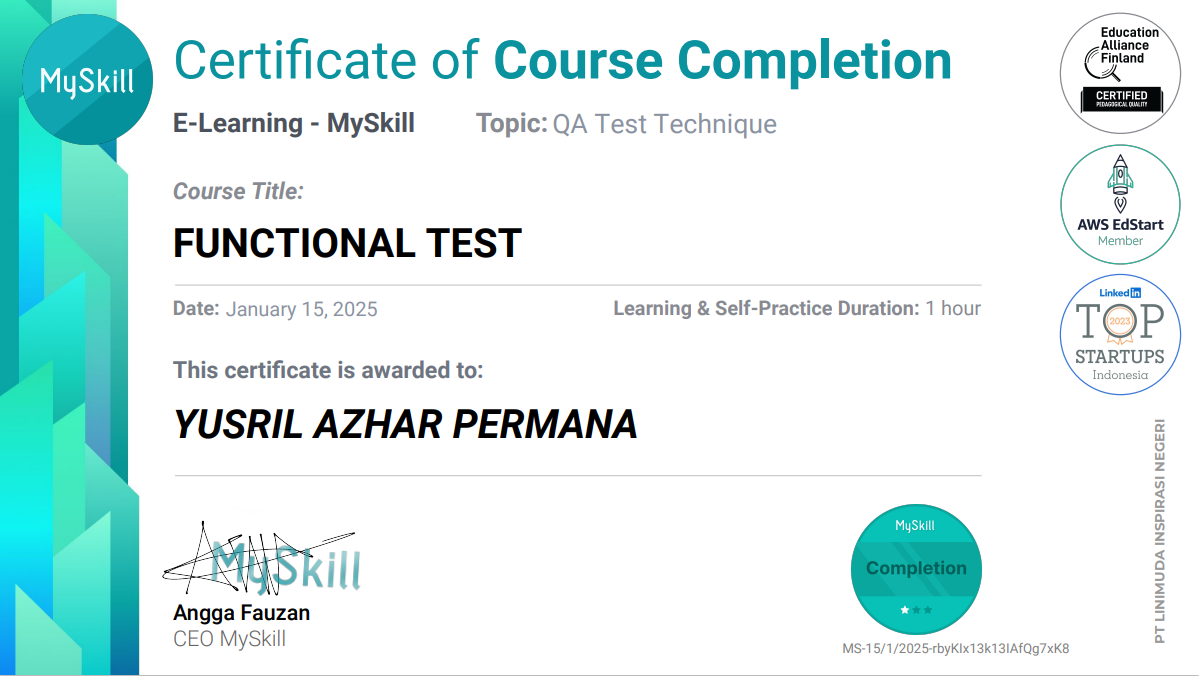 MySkill
Certificate of Course Completion
E-Learning - MySkill Topic: QA Test Technique
Course Title:
FUNCTIONAL TEST
Date: January 15, 2025 Learning & Self-Practice Duration: 1 hour
This certificate is awarded to:
YUSRIL AZHAR PERMANA
MySkill
Angga Fauzan
CEO MySkill
MySkill
Completion
MS-15/1/2025-rbyKIx13k13IAfQg7xK8
Education
Alliance
Finland
CERTIFIED
PEDAGOGICAL QUALITY
AWS EdStart
Member
LinkedIn
TOP
2023
STARTUPS
Indonesia
PT LINIMUDA INSPIRASI NEGERI